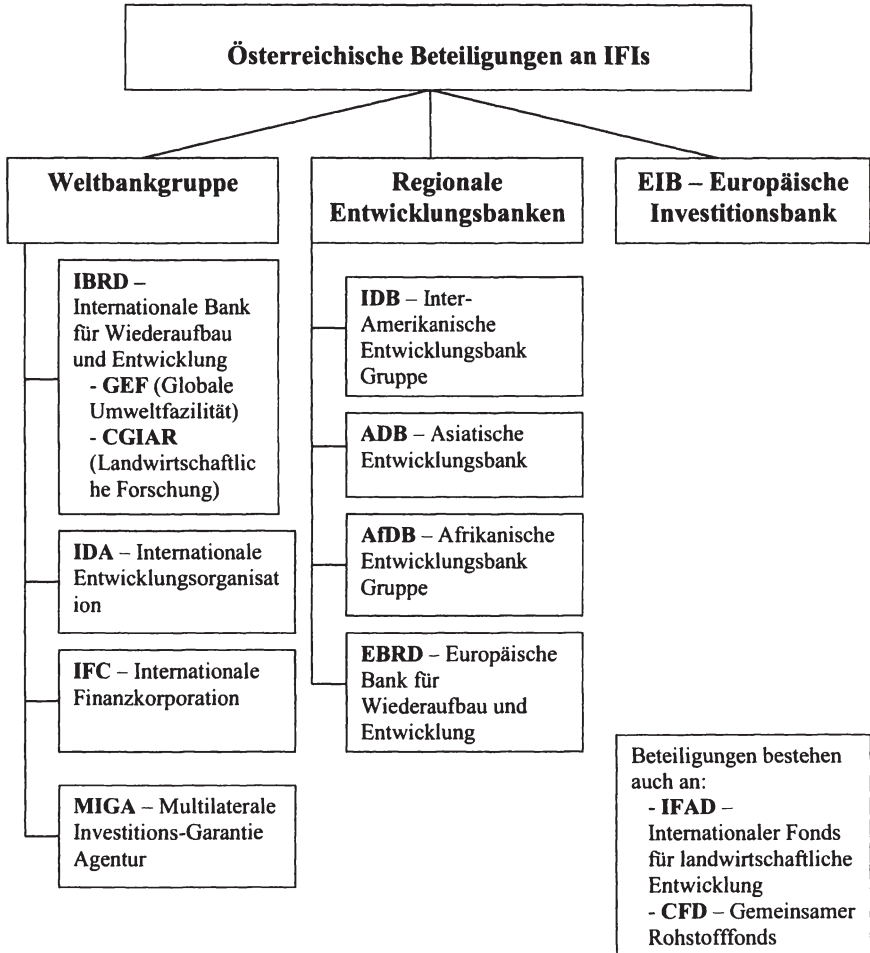 Österreichische Beteiligungen an IFIs
Weltbankgruppe
IBRD –
Internationale Bank
für Wiederaufbau
und Entwicklung
- GEF (Globale
Umweltfazilität)
- CGIAR
(Landwirtschaftlic
he Forschung)
IDA – Internationale
Entwicklungsorganisat
ion
IFC – Internationale
Finanzkorporation
MIGA – Multilaterale
Investitions-Garantie
Agentur
Regionale
Entwicklungsbanken
IDB – Inter-
Amerikanische
Entwicklungsbank
Gruppe
ADB – Asiatische
Entwicklungsbank
AfDB – Afrikanische
Entwicklungsbank
Gruppe
EBRD – Europäische
Bank für
Wiederaufbau und
Entwicklung
EIB – Europäische
Investitionsbank
Beteiligungen bestehen
auch an:
- IFAD –
Internationaler Fonds
für landwirtschaftliche
Entwicklung
- CFD – Gemeinsamer
Rohstofffonds